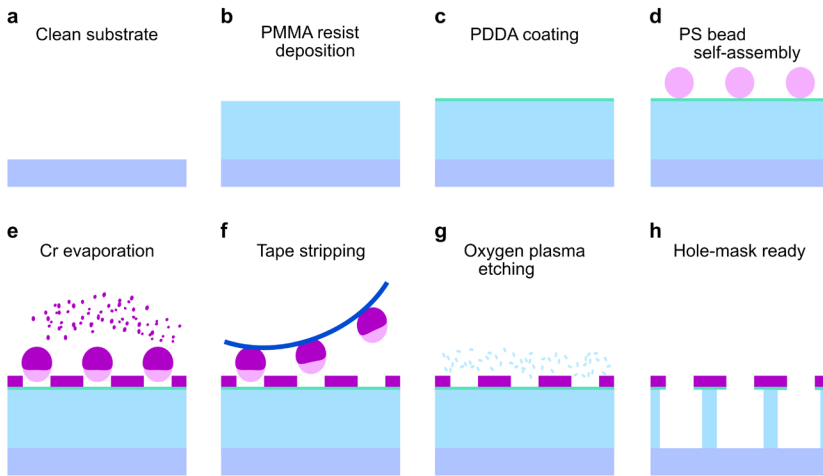 a
Clean substrate
b
PMMA resist
deposition
c
PDDA coating
d
PS bead
self-assembly
e
Cr evaporation
f
Tape stripping
g
Oxygen plasma
etching
h
Hole-mask ready